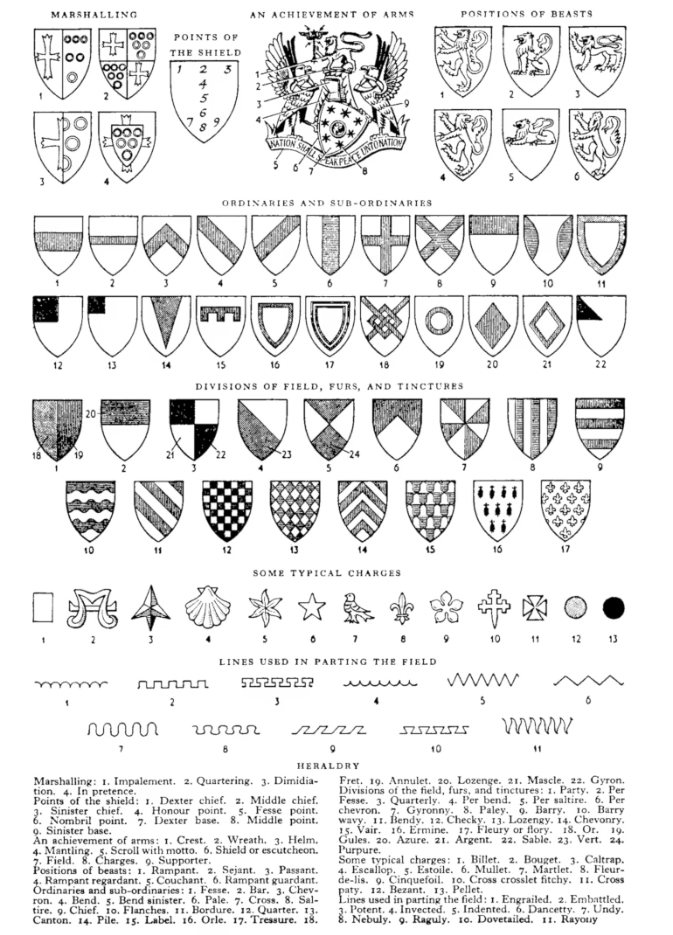 MARSHALLING
AN ACHIEVEMENT OF ARMS
POSITIONS OF BEASTS
POINTS OF
THE SHIELD
1 2 3
4
5
6
7 8 9
1 2
3 4
1
2
3
4
5 6 7 8
9
NATION SHALL SPEAK PEACE UNTO NATION
1 2 3
4 5 6
ORDINARIES AND SUB-ORDINARIES
1 2 3 4 5 6 7 8 9 10 11
12 13 14 15 16 17 18 19 20 21 22
DIVISIONS OF FIELD, FURS, AND TINCTURES
18 19 20 21 22 23 24
1 2 3 4 5 6 7 8 9
10 11 12 13 14 15 16 17
SOME TYPICAL CHARGES
1 2 3 4 5 6 7 8 9 10 11 12 13
LINES USED IN PARTING THE FIELD
1 2 3 4 5 6
7 8 9 10 11
HERALDRY
Marshalling: 1. Impalement. 2. Quartering. 3. Dimidia-
tion. 4. In pretence.
Points of the shield: 1. Dexter chief. 2. Middle chief.
3. Sinister chief. 4. Honour point. 5. Fesse point.
6. Nombril point. 7. Dexter base. 8. Middle point.
9. Sinister base.
An achievement of arms: 1. Crest. 2. Wreath. 3. Helm.
4. Mantling. 5. Scroll with motto. 6. Shield or escutcheon.
7. Field. 8. Charges. 9. Supporter.
Positions of beasts: 1. Rampant. 2. Sejant. 3. Passant.
4. Rampant regardant. 5. Couchant. 6. Rampant guardant.
Ordinaries and sub-ordinaries: 1. Fesse. 2. Bar. 3. Chev-
ron. 4. Bend. 5. Bend sinister. 6. Pale. 7. Cross. 8. Sal-
tire. 9. Chief. 10. Flanches. 11. Bordure. 12. Quarter. 13.
Canton. 14. Pile. 15. Label. 16. Orle. 17. Tressure. 18.
Fret. 19. Annulet. 20. Lozenge. 21. Mascle. 22. Gyron.
Divisions of the field, furs, and tinctures: 1. Party. 2. Per
Fesse. 3. Quarterly. 4. Per bend. 5. Per saltire. 6. Per
chevron. 7. Gyronny. 8. Paley. 9. Barry. 10. Barry
wavy. 11. Bendy. 12. Checky. 13. Lozengy. 14. Chevonry.
15. Vair. 16. Ermine. 17. Fleury or flory. 18. Or. 19.
Gules. 20. Azure. 21. Argent. 22. Sable. 23. Vert. 24.
Purpure.
Some typical charges: 1. Billet. 2. Bouget. 3. Caltrap.
4. Escallop. 5. Estoile. 6. Mullet. 7. Martlet. 8. Fleur-
de-lis. 9. Cinquefoil. 10. Cross crosslet fitchy. 11. Cross
paty. 12. Bezant. 13. Pellet.
Lines used in parting the field: 1. Engrailed. 2. Embattled.
3. Potent. 4. Invected. 5. Indented. 6. Dancetty. 7. Undy.
8. Nebuly. 9. Raguly. 10. Dovetailed. 11. Rayony